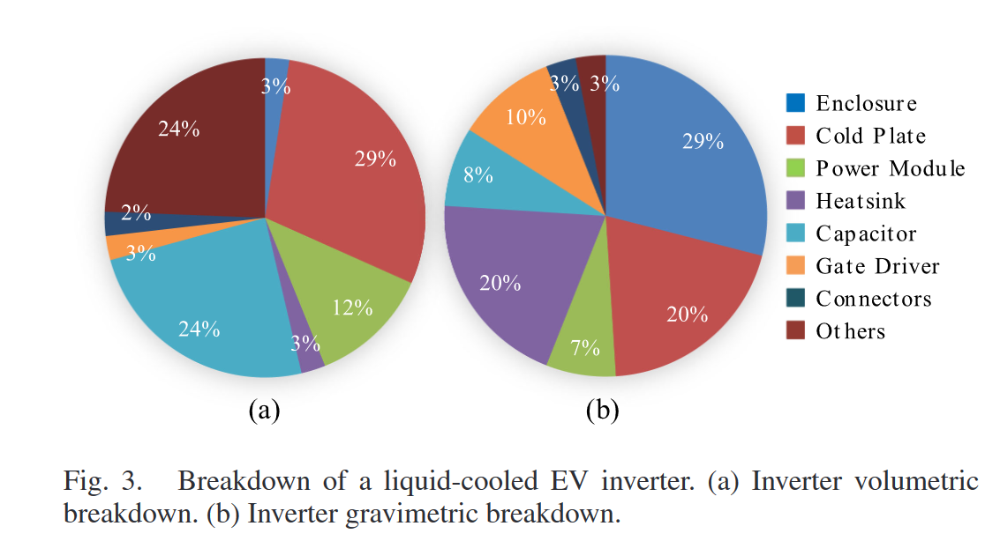 3%
29%
12%
3%
24%
3%
2%
24%
(a)
29%
20%
7%
20%
8%
10%
3%
3%
(b)
Enclosure
Cold Plate
Power Module
Heatsink
Capacitor
Gate Driver
Connectors
Others
Fig. 3. Breakdown of a liquid-cooled EV inverter. (a) Inverter volumetric
breakdown. (b) Inverter gravimetric breakdown.